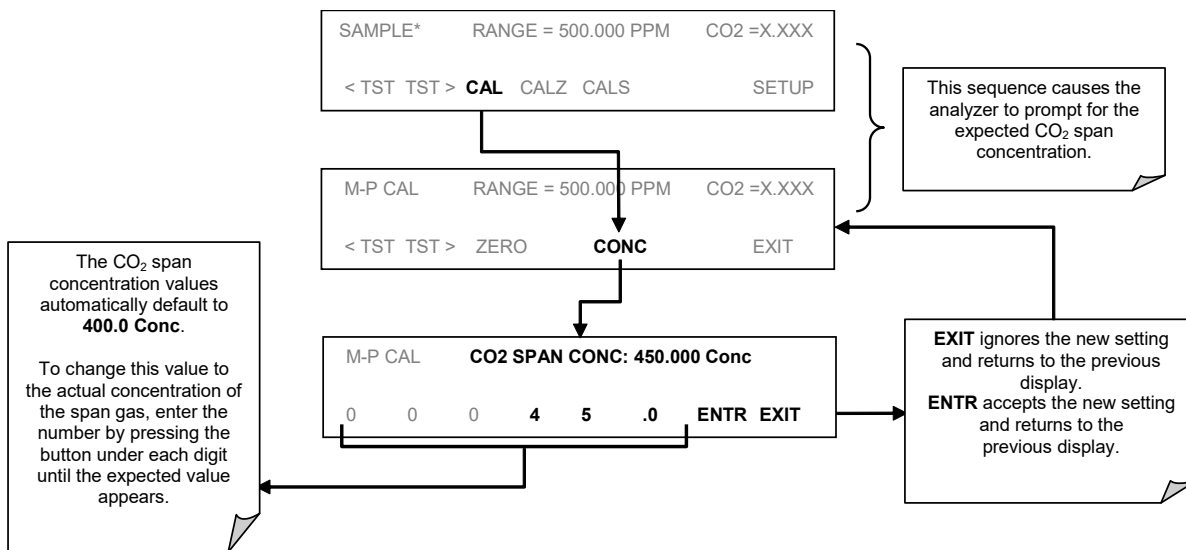 SAMPLE* RANGE = 500.000 PPM CO2 =X.XXX
< TST TST > CAL CALZ CALS SETUP
This sequence causes the
analyzer to prompt for the
expected CO₂ span
concentration.
M-P CAL RANGE = 500.000 PPM CO2 =X.XXX
< TST TST > ZERO CONC EXIT
The CO₂ span
concentration values
automatically default to
400.0 Conc.
To change this value to
the actual concentration of
the span gas, enter the
number by pressing the
button under each digit
until the expected value
appears.
M-P CAL CO2 SPAN CONC: 450.000 Conc
0 0 0 4 5 .0 ENTR EXIT
EXIT ignores the new setting
and returns to the previous
display.
ENTR accepts the new setting
and returns to the
previous display.